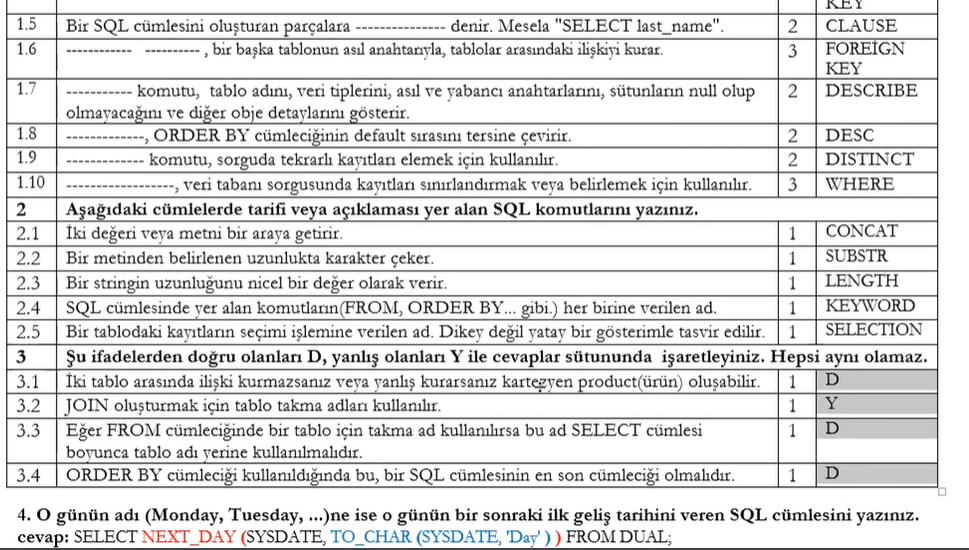 KEY
1.5 Bir SQL cümlesini oluşturan parçalara --------------- denir. Mesela "SELECT last_name". 2 CLAUSE
1.6 ------------ ---------- , bir başka tablonun asıl anahtarıyla, tablolar arasındaki ilişkiyi kurar. 3 FOREİGN
KEY
1.7 ----------- komutu, tablo adını, veri tiplerini, asıl ve yabancı anahtarlarını, sütunların null olup 2 DESCRIBE
olmayacağını ve diğer obje detaylarını gösterir.
1.8 -------------, ORDER BY cümleciğinin default sırasını tersine çevirir. 2 DESC
1.9 ------------- komutu, sorguda tekrarlı kayıtları elemek için kullanılır. 2 DISTINCT
1.10 ------------------, veri tabanı sorgusunda kayıtları sınırlandırmak veya belirlemek için kullanılır. 3 WHERE
2 Aşağıdaki cümlelerde tarifi veya açıklaması yer alan SQL komutlarını yazınız.
2.1 İki değeri veya metni bir araya getirir. 1 CONCAT
2.2 Bir metinden belirlenen uzunlukta karakter çeker. 1 SUBSTR
2.3 Bir stringin uzunluğunu nicel bir değer olarak verir. 1 LENGTH
2.4 SQL cümlesinde yer alan komutların(FROM, ORDER BY... gibi.) her birine verilen ad. 1 KEYWORD
2.5 Bir tablodaki kayıtların seçimi işlemine verilen ad. Dikey değil yatay bir gösterimle tasvir edilir. 1 SELECTION
3 Şu ifadelerden doğru olanları D, yanlış olanları Y ile cevaplar sütununda işaretleyiniz. Hepsi aynı olamaz.
3.1 İki tablo arasında ilişki kurmazsanız veya yanlış kurarsanız kartezyen product(ürün) oluşabilir. 1 D
3.2 JOIN oluşturmak için tablo takma adları kullanılır. 1 Y
3.3 Eğer FROM cümleciğinde bir tablo için takma ad kullanılırsa bu ad SELECT cümlesi 1 D
boyunca tablo adı yerine kullanılmalıdır.
3.4 ORDER BY cümleciği kullanıldığında bu, bir SQL cümlesinin en son cümleciği olmalıdır. 1 D
4. O günün adı (Monday, Tuesday, ...)ne ise o günün bir sonraki ilk geliş tarihini veren SQL cümlesini yazınız.
cevap: SELECT NEXT_DAY (SYSDATE, TO_CHAR (SYSDATE, 'Day' ) ) FROM DUAL;